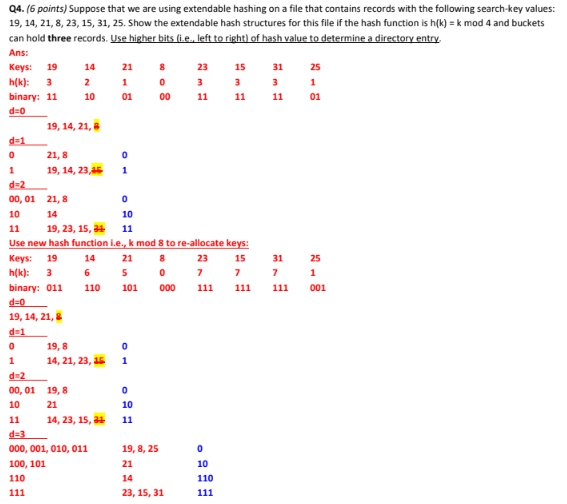 Q4. (6 points) Suppose that we are using extendable hashing on a file that contains records with the following search-key values:
19, 14, 21, 8, 23, 15, 31, 25. Show the extendable hash structures for this file if the hash function is h(k) = k mod 4 and buckets
can hold three records. Use higher bits (i.e., left to right) of hash value to determine a directory entry.
Ans:
Keys: 19 14 21 8 23 15 31 25
h(k): 3 2 1 0 3 3 3 1
binary: 11 10 01 00 11 11 11 01
d=0
19, 14, 21, 8
d=1
0 21, 8 0
1 19, 14, 23, 15 1
d=2
00, 01 21, 8 0
10 14 10
11 19, 23, 15, 31 11
Use new hash function i.e., k mod 8 to re-allocate keys:
Keys: 19 14 21 8 23 15 31 25
h(k): 3 6 5 0 7 7 7 1
binary: 011 110 101 000 111 111 111 001
d=0
19, 14, 21, 8
d=1
0 19, 8 0
1 14, 21, 23, 15 1
d=2
00, 01 19, 8 0
10 21 10
11 14, 23, 15, 31 11
d=3
000, 001, 010, 011 19, 8, 25 0
100, 101 21 10
110 14 110
111 23, 15, 31 111